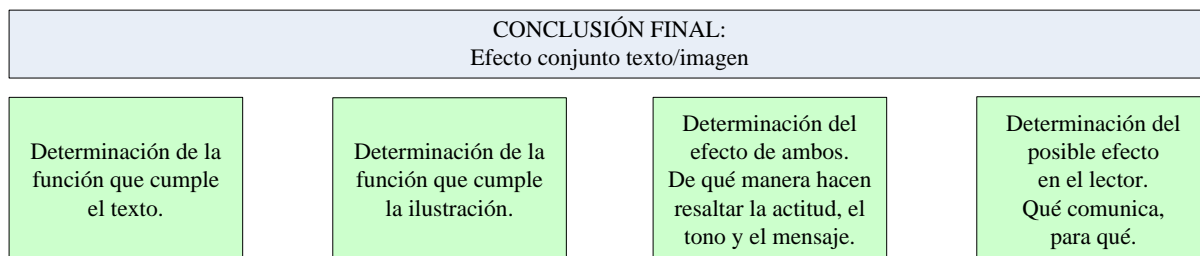 CONCLUSIÓN FINAL:
Efecto conjunto texto/imagen
Determinación de la
función que cumple
el texto.
Determinación de la
función que cumple
la ilustración.
Determinación del
efecto de ambos.
De qué manera hacen
resaltar la actitud, el
tono y el mensaje.
Determinación del
posible efecto
en el lector.
Qué comunica,
para qué.